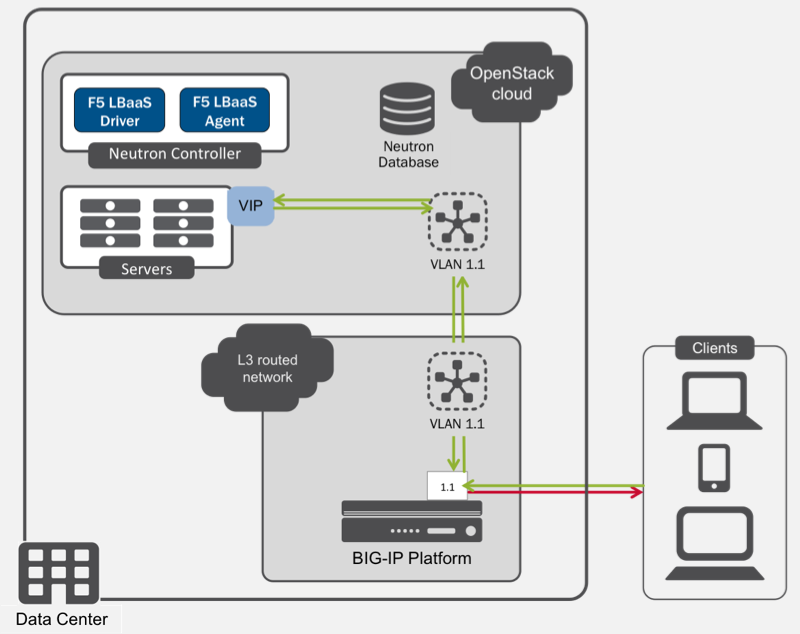 OpenStack
cloud
F5 LBaaS
Driver
F5 LBaaS
Agent
Neutron Controller
Neutron
Database
VIP
Servers
VLAN 1.1
L3 routed
network
VLAN 1.1
1.1
BIG-IP Platform
Clients
Data Center